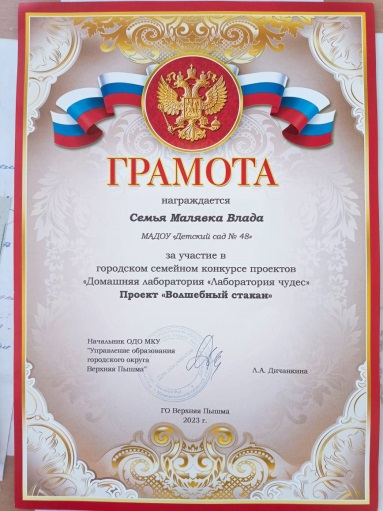 ГРАМОТА
награждается
Семья Малявка Влада
МАДОУ «Детский сад № 48»
за участие в
городском семейном конкурсе проектов
«Домашняя лаборатория «Лаборатория чудес»
Проект «Волшебный стакан»
Начальник ОДО МКУ
"Управление образования
городского округа
Верхняя Пышма"
Л.А. Дичанкина
ГО Верхняя Пышма
2023 г.